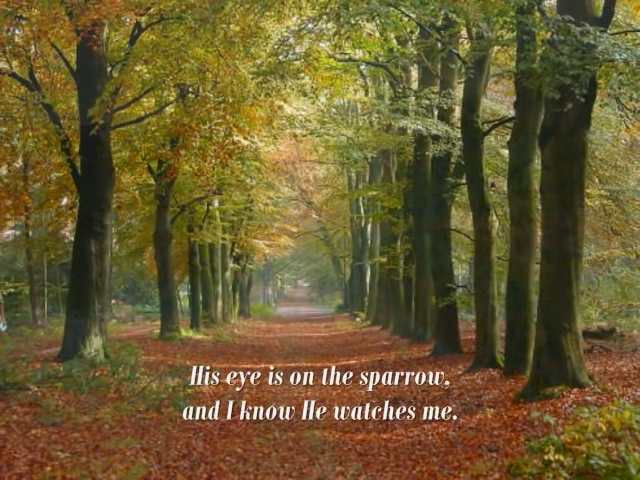 His eye is on the sparrow,
and I know He watches me.